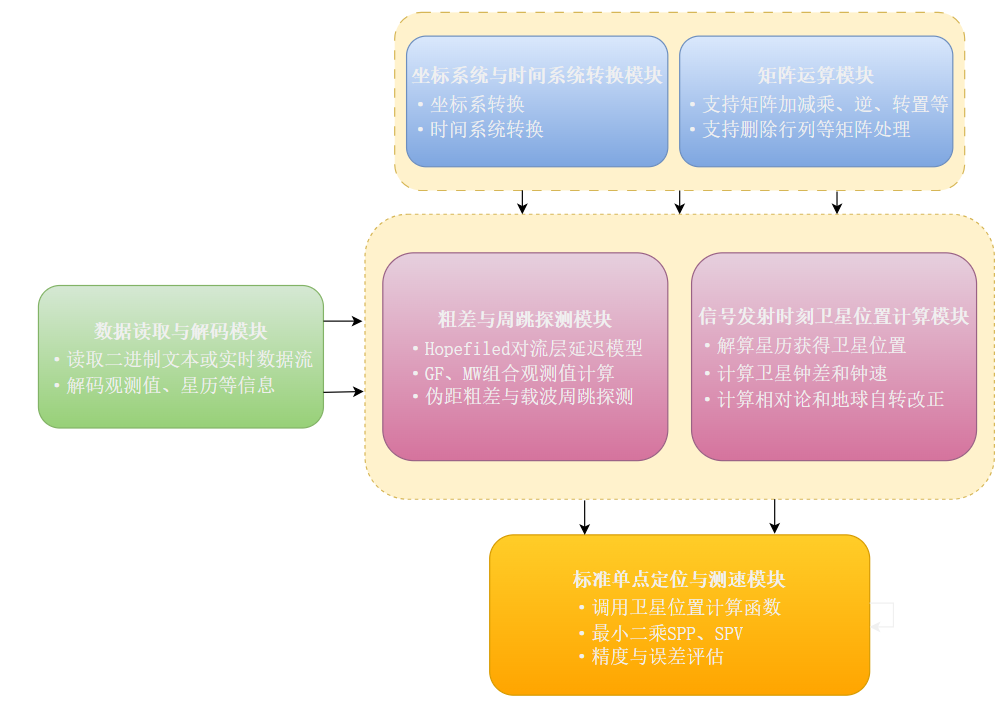 坐标系统与时间系统转换模块
• 坐标系转换
• 时间系统转换
矩阵运算模块
• 支持矩阵加减乘、逆、转置等
• 支持删除行列等矩阵处理
数据读取与解码模块
• 读取二进制文本或实时数据流
• 解码观测值、星历等信息
粗差与周跳探测模块
• Hopefiled对流层延迟模型
• GF、MW组合观测值计算
• 伪距粗差与载波周跳探测
信号发射时刻卫星位置计算模块
• 解算星历获得卫星位置
• 计算卫星钟差和钟速
• 计算相对论和地球自转改正
标准单点定位与测速模块
• 调用卫星位置计算函数
• 最小二乘SPP、SPV
• 精度与误差评估